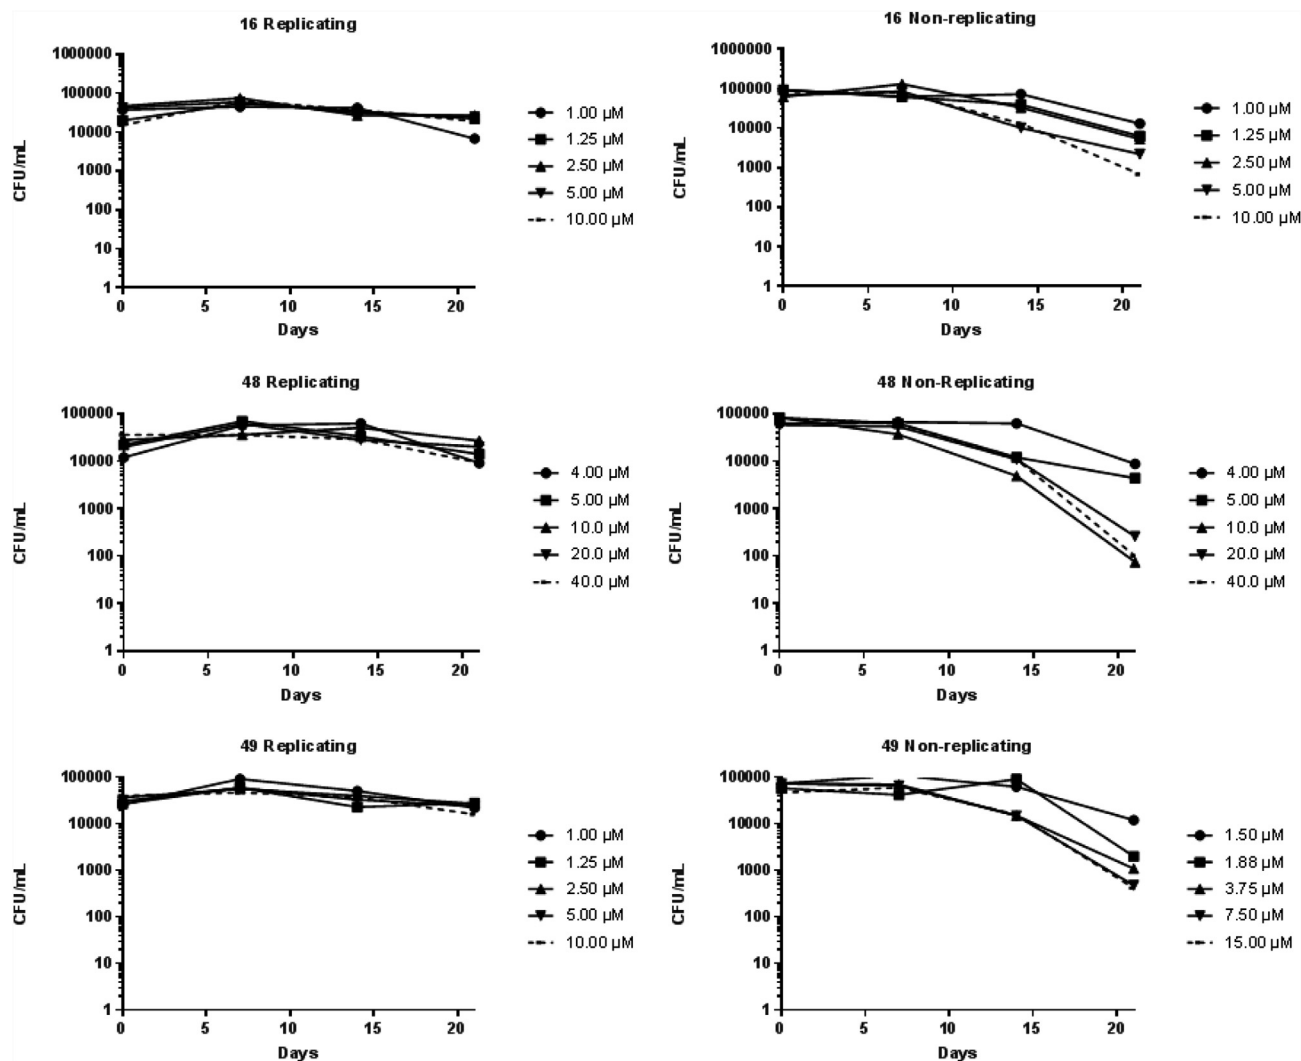 16 Replicating
1000000
100000
10000
1000
100
10
1
CFU/mL
0 5 10 15 20
Days
1.00 µM
1.25 µM
2.50 µM
5.00 µM
10.00 µM
16 Non-replicating
1000000
100000
10000
1000
100
10
1
CFU/mL
0 5 10 15 20
Days
1.00 µM
1.25 µM
2.50 µM
5.00 µM
10.00 µM
48 Replicating
100000
10000
1000
100
10
1
CFU/mL
0 5 10 15 20
Days
4.00 µM
5.00 µM
10.0 µM
20.0 µM
40.0 µM
48 Non-Replicating
100000
10000
1000
100
10
1
CFU/mL
0 5 10 15 20
Days
4.00 µM
5.00 µM
10.0 µM
20.0 µM
40.0 µM
49 Replicating
100000
10000
1000
100
10
1
CFU/mL
0 5 10 15 20
Days
1.00 µM
1.25 µM
2.50 µM
5.00 µM
10.00 µM
49 Non-replicating
100000
10000
1000
100
10
1
CFU/mL
0 5 10 15 20
Days
1.50 µM
1.88 µM
3.75 µM
7.50 µM
15.00 µM